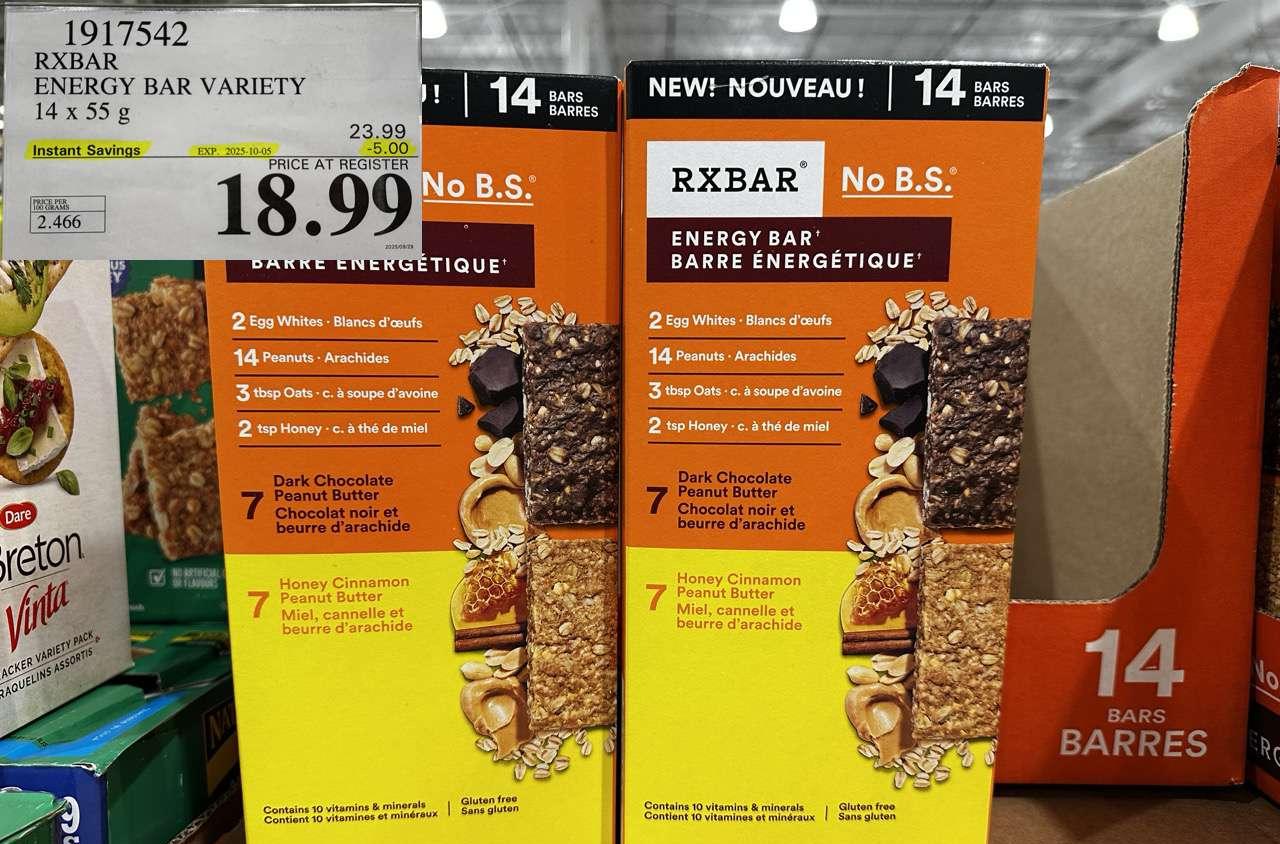 1917542
RXBAR
ENERGY BAR VARIETY
14 x 55 g
23.99
Instant Savings EXP. 2025-10-05 -5.00
PRICE AT REGISTER
18.99
PRICE PER
100 GRAMS
2.466
2025/09/29
14 BARS
BARRES
No B.S.®
BARRE ÉNERGÉTIQUE†
2 Egg Whites · Blancs d'œufs
14 Peanuts · Arachides
3 tbsp Oats · c. à soupe d'avoine
2 tsp Honey · c. à thé de miel
7 Dark Chocolate
Peanut Butter
Chocolat noir et
beurre d'arachide
7 Honey Cinnamon
Peanut Butter
Miel, cannelle et
beurre d'arachide
Contains 10 vitamins & minerals
Contient 10 vitamines et minéraux
Gluten free
Sans gluten
NEW! NOUVEAU!
14 BARS
BARRES
RXBAR®
No B.S.®
ENERGY BAR†
BARRE ÉNERGÉTIQUE†
2 Egg Whites · Blancs d'œufs
14 Peanuts · Arachides
3 tbsp Oats · c. à soupe d'avoine
2 tsp Honey · c. à thé de miel
7 Dark Chocolate
Peanut Butter
Chocolat noir et
beurre d'arachide
7 Honey Cinnamon
Peanut Butter
Miel, cannelle et
beurre d'arachide
Contains 10 vitamins & minerals
Contient 10 vitamines et minéraux
Gluten free
Sans gluten
14
BARS
BARRES
No
Dare
Breton
Vinta
CRACKER VARIETY PACK
CRAQUELINS ASSORTIS
NO ARTIFICIAL
9